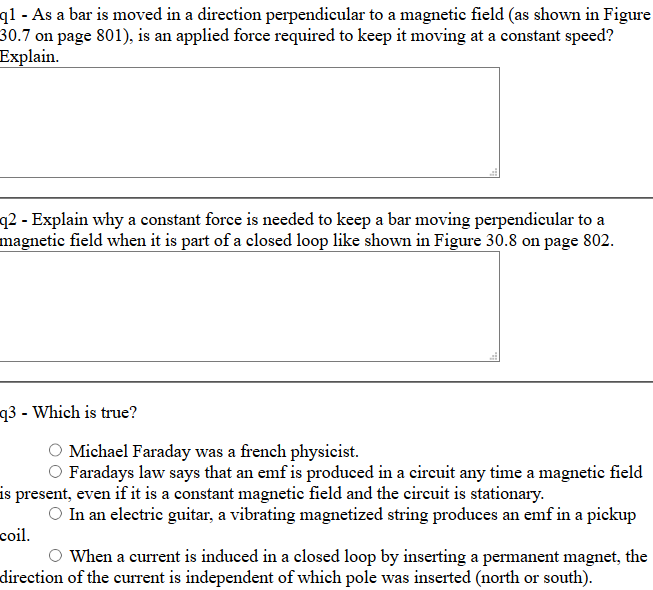 q1 - As a bar is moved in a direction perpendicular to a magnetic field (as shown in Figure
30.7 on page 801), is an applied force required to keep it moving at a constant speed?
Explain.
q2 - Explain why a constant force is needed to keep a bar moving perpendicular to a
magnetic field when it is part of a closed loop like shown in Figure 30.8 on page 802.
q3 - Which is true?
Michael Faraday was a french physicist.
Faradays law says that an emf is produced in a circuit any time a magnetic field
is present, even if it is a constant magnetic field and the circuit is stationary.
In an electric guitar, a vibrating magnetized string produces an emf in a pickup
coil.
When a current is induced in a closed loop by inserting a permanent magnet, the
direction of the current is independent of which pole was inserted (north or south).